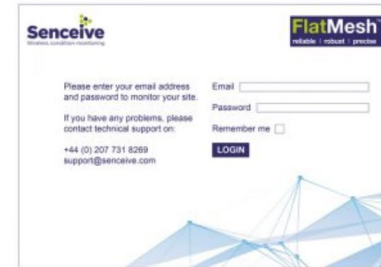 Senceive
Wireless condition monitoring
FlatMesh™
reliable | robust | precise
Please enter your email address
and password to monitor your site.
If you have any problems, please
contact technical support on:
+44 (0) 207 731 8269
support@senceive.com
Email
Password
Remember me
LOGIN